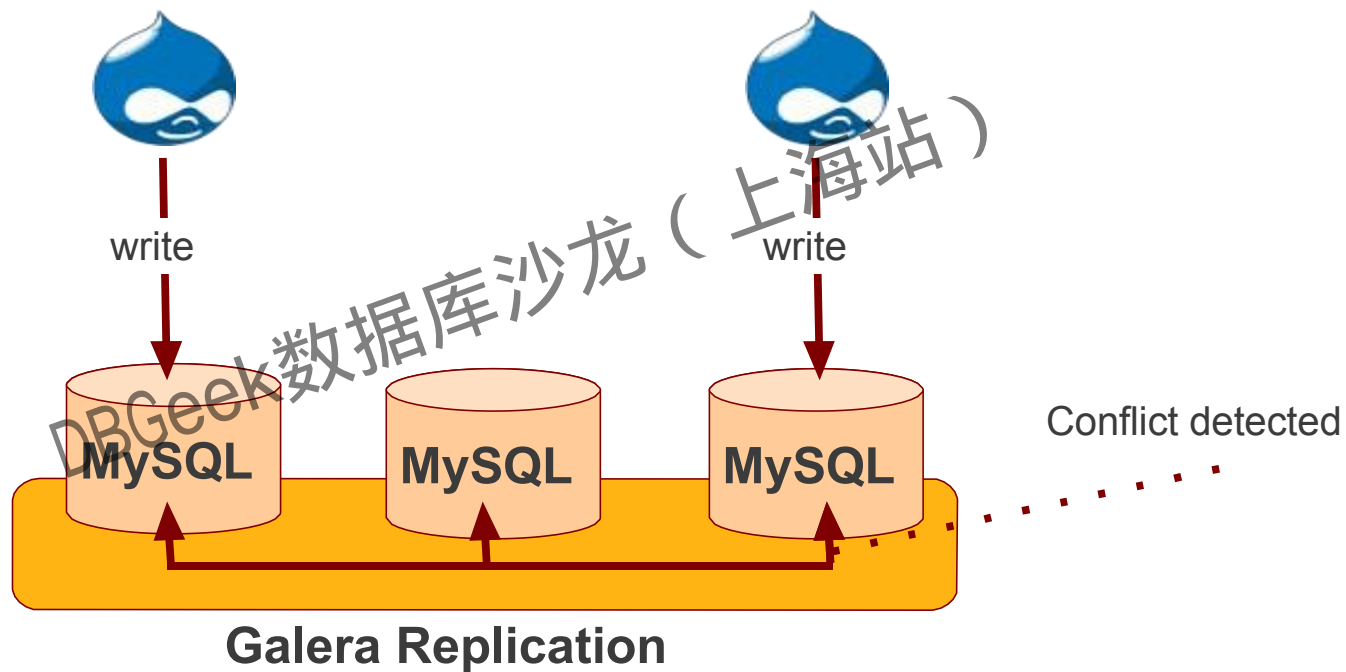 write
write
DBGeek数据库沙龙（上海站）
Conflict detected
MySQL
MySQL
MySQL
Galera Replication